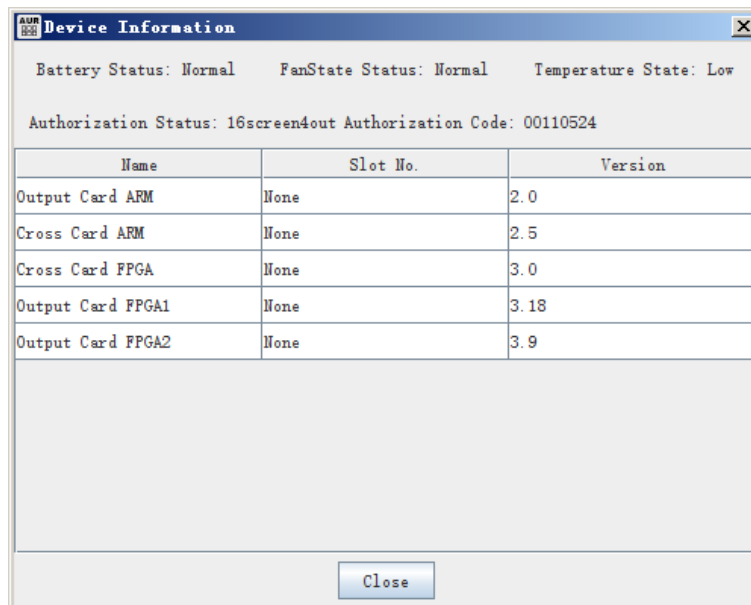 AUR Device Information
Battery Status: Normal FanState Status: Normal Temperature State: Low
Authorization Status: 16screen4out Authorization Code: 00110524
Name Slot No. Version
Output Card ARM None 2.0
Cross Card ARM None 2.5
Cross Card FPGA None 3.0
Output Card FPGA1 None 3.18
Output Card FPGA2 None 3.9
Close